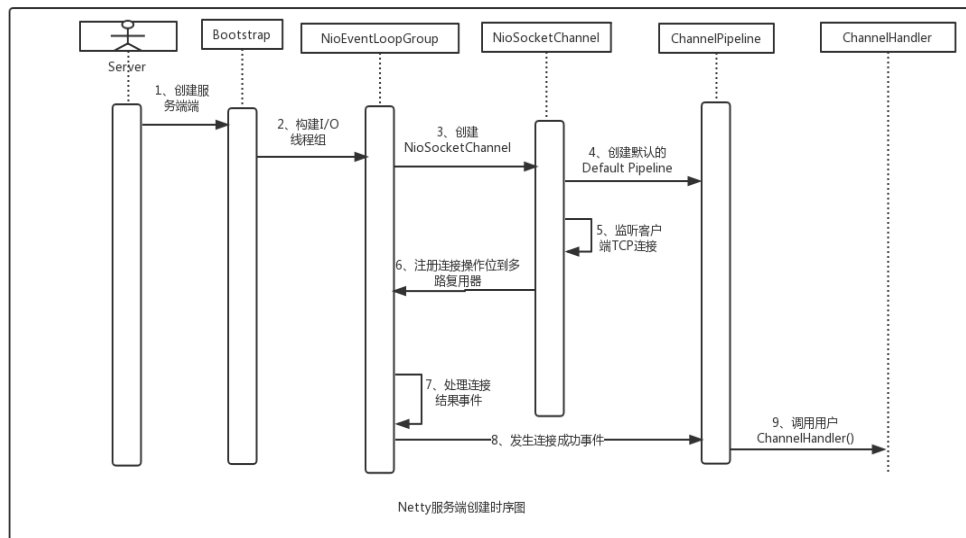 Server
Bootstrap
NioEventLoopGroup
NioSocketChannel
ChannelPipeline
ChannelHandler
1、创建服
务端端
2、构建I/O
线程组
3、创建
NioSocketChannel
4、创建默认的
Default Pipeline
5、监听客户
端TCP连接
6、注册连接操作位到多
路复用器
7、处理连接
结果事件
8、发生连接成功事件
9、调用用户
ChannelHandler()
Netty服务端创建时序图